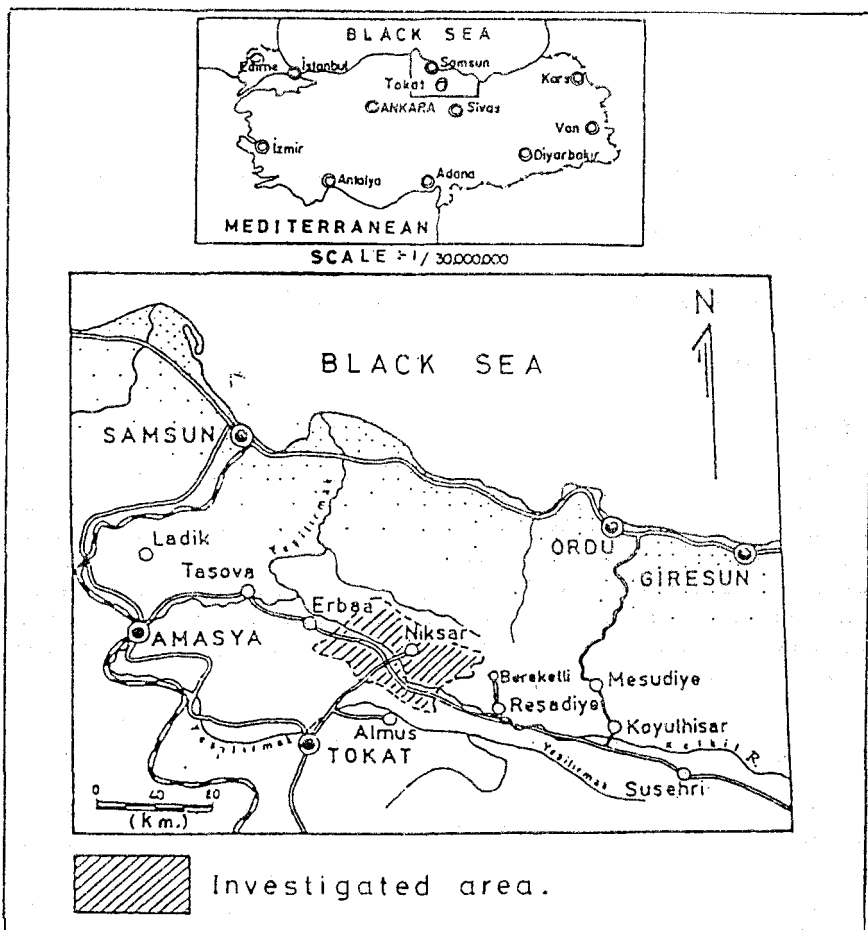 BLACK SEA
Edirne
İstanbul
Samsun
Tokat
Kars
ANKARA
Sivas
Van
İzmir
Diyarbakır
Antalya
Adana
MEDITERRANEAN
SCALE :1/ 30.000.000
N
BLACK SEA
SAMSUN
Yeşilırmak
Ladik
ORDU
GİRESUN
Tasova
Erbaa
AMASYA
Niksar
Bereketli
Mesudiye
Reşadiye
Koyulhisar
Almus
Yeşilırmak
TOKAT
Kelkit R.
Yeşilırmak
Suşehri
0 40 80
(km.)
Investigated area.